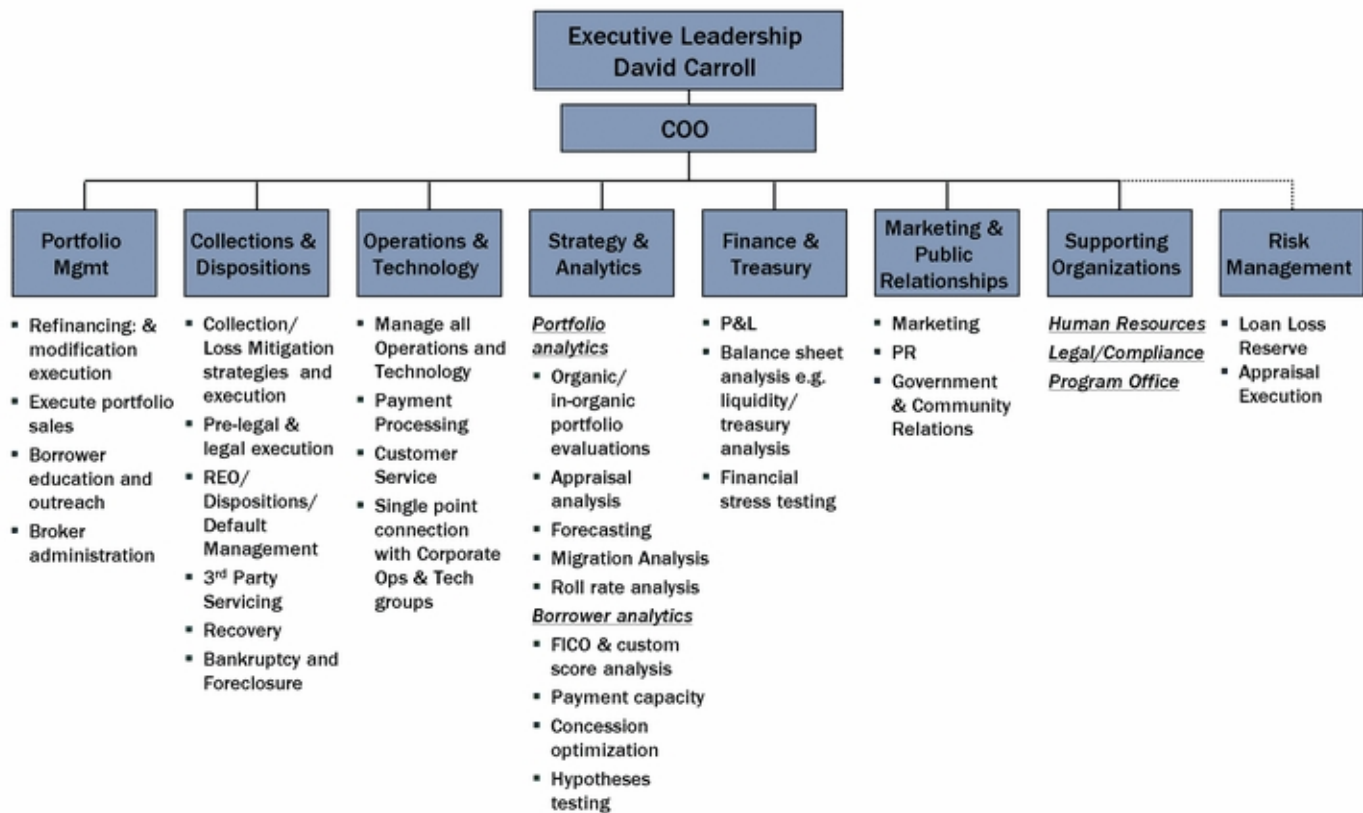 Executive Leadership
David Carroll
COO
Portfolio
Mgmt
▪ Refinancing: &
modification
execution
▪ Execute portfolio
sales
▪ Borrower
education and
outreach
▪ Broker
administration
Collections &
Dispositions
▪ Collection/
Loss Mitigation
strategies and
execution
▪ Pre-legal &
legal execution
▪ REO/
Dispositions/
Default
Management
▪ 3rd Party
Servicing
▪ Recovery
▪ Bankruptcy and
Foreclosure
Operations &
Technology
▪ Manage all
Operations and
Technology
▪ Payment
Processing
▪ Customer
Service
▪ Single point
connection
with Corporate
Ops & Tech
groups
Strategy &
Analytics
Portfolio
analytics
▪ Organic/
in-organic
portfolio
evaluations
▪ Appraisal
analysis
▪ Forecasting
▪ Migration Analysis
▪ Roll rate analysis
Borrower analytics
▪ FICO & custom
score analysis
▪ Payment capacity
▪ Concession
optimization
▪ Hypotheses
testing
Finance &
Treasury
▪ P&L
▪ Balance sheet
analysis e.g.
liquidity/
treasury
analysis
▪ Financial
stress testing
Marketing &
Public
Relationships
▪ Marketing
▪ PR
▪ Government
& Community
Relations
Supporting
Organizations
Human Resources
Legal/Compliance
Program Office
Risk
Management
▪ Loan Loss
Reserve
▪ Appraisal
Execution